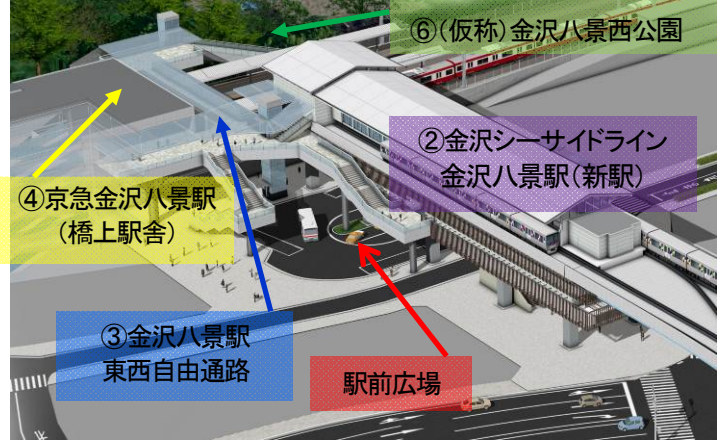 ⑥(仮称)金沢八景西公園
②金沢シーサイドライン
金沢八景駅(新駅)
④京急金沢八景駅
(橋上駅舎)
③金沢八景駅
東西自由通路
駅前広場